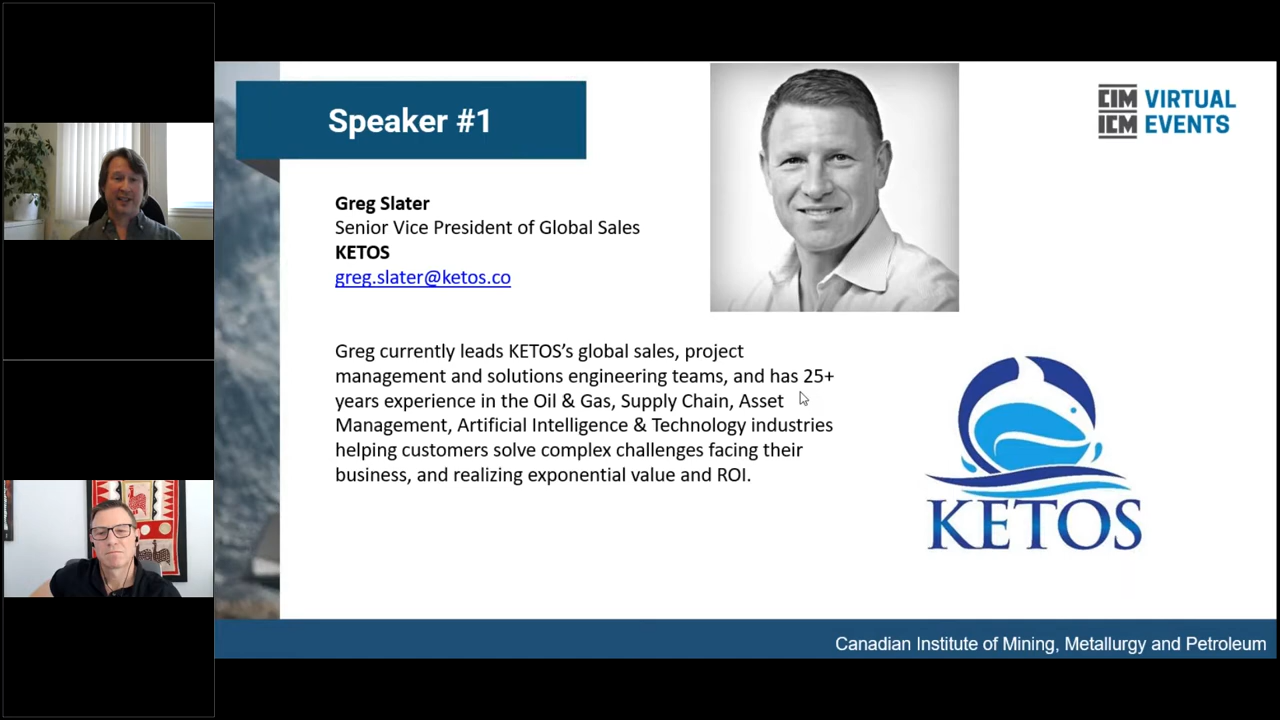 Speaker #1
CIM VIRTUAL
ICM EVENTS
Greg Slater
Senior Vice President of Global Sales
KETOS
greg.slater@ketos.co
Greg currently leads KETOS’s global sales, project
management and solutions engineering teams, and has 25+
years experience in the Oil & Gas, Supply Chain, Asset
Management, Artificial Intelligence & Technology industries
helping customers solve complex challenges facing their
business, and realizing exponential value and ROI.
KETOS
Canadian Institute of Mining, Metallurgy and Petroleum